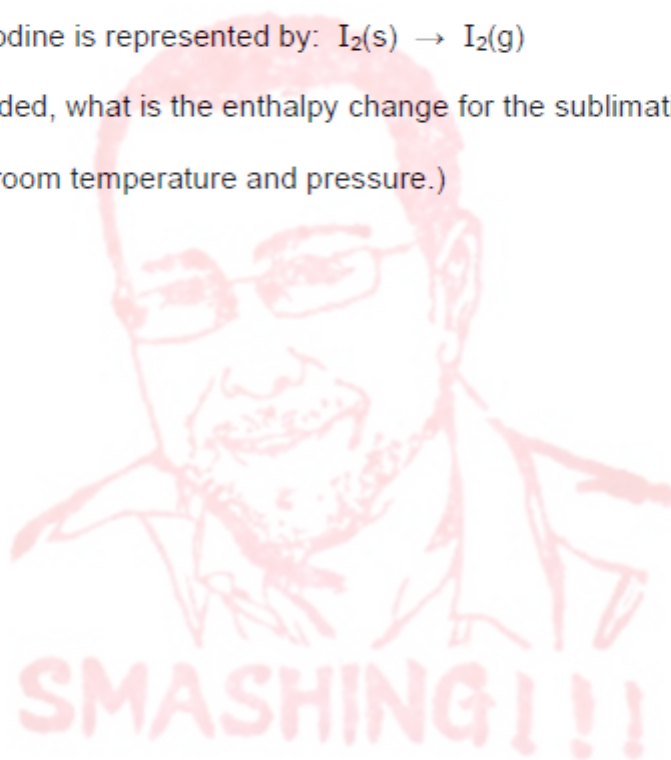 odine is represented by: I₂(s) → I₂(g)
ded, what is the enthalpy change for the sublimat
room temperature and pressure.)
SMASHING!!!